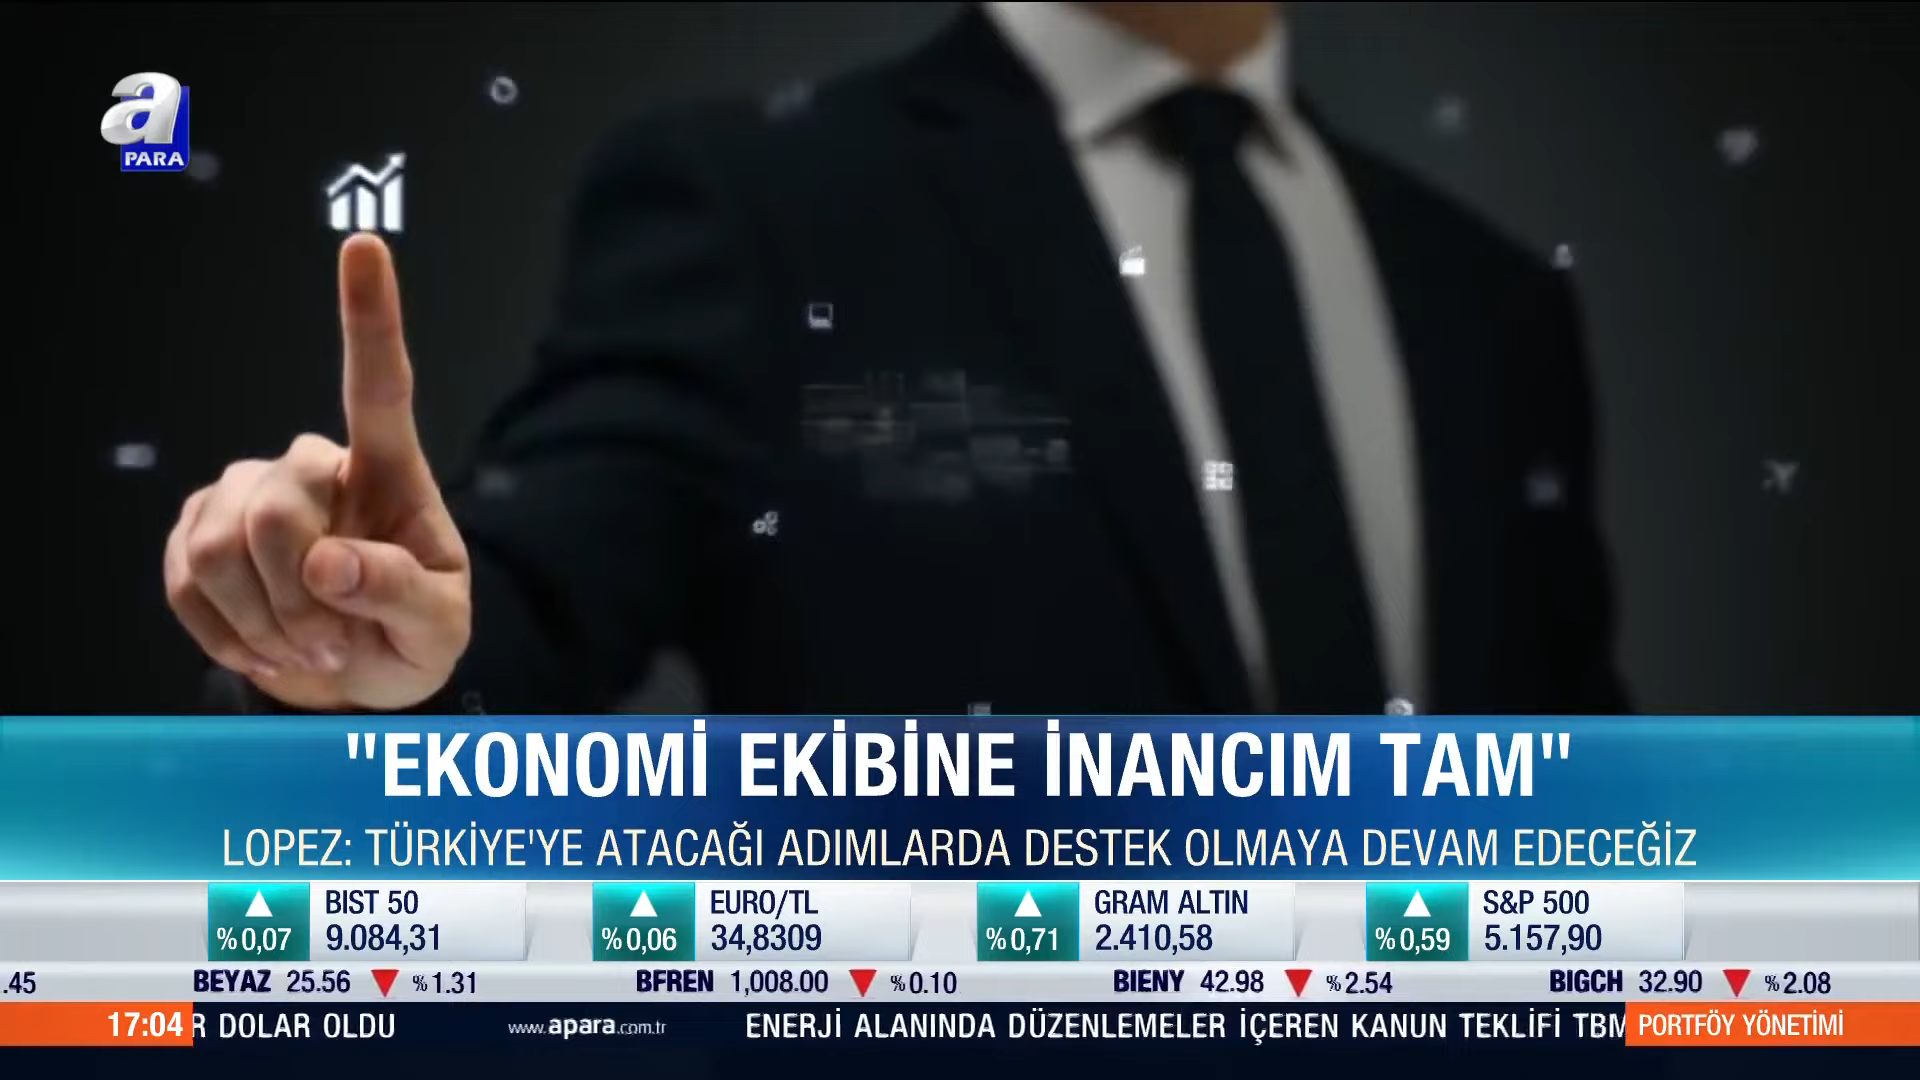 a
PARA
"EKONOMİ EKİBİNE İNANCIM TAM"
LOPEZ: TÜRKİYE'YE ATACAĞI ADIMLARDA DESTEK OLMAYA DEVAM EDECEĞİZ
%0,07 BIST 50 9.084,31
%0,06 EURO/TL 34,8309
%0,71 GRAM ALTIN 2.410,58
%0,59 S&P 500 5.157,90
.45 BEYAZ 25.56 %1.31 BFREN 1,008.00 %0.10 BIENY 42.98 %2.54 BIGCH 32.90 %2.08
17:04 R DOLAR OLDU www.apara.com.tr ENERJİ ALANINDA DÜZENLEMELER İÇEREN KANUN TEKLİFİ TBM PORTFÖY YÖNETİMİ